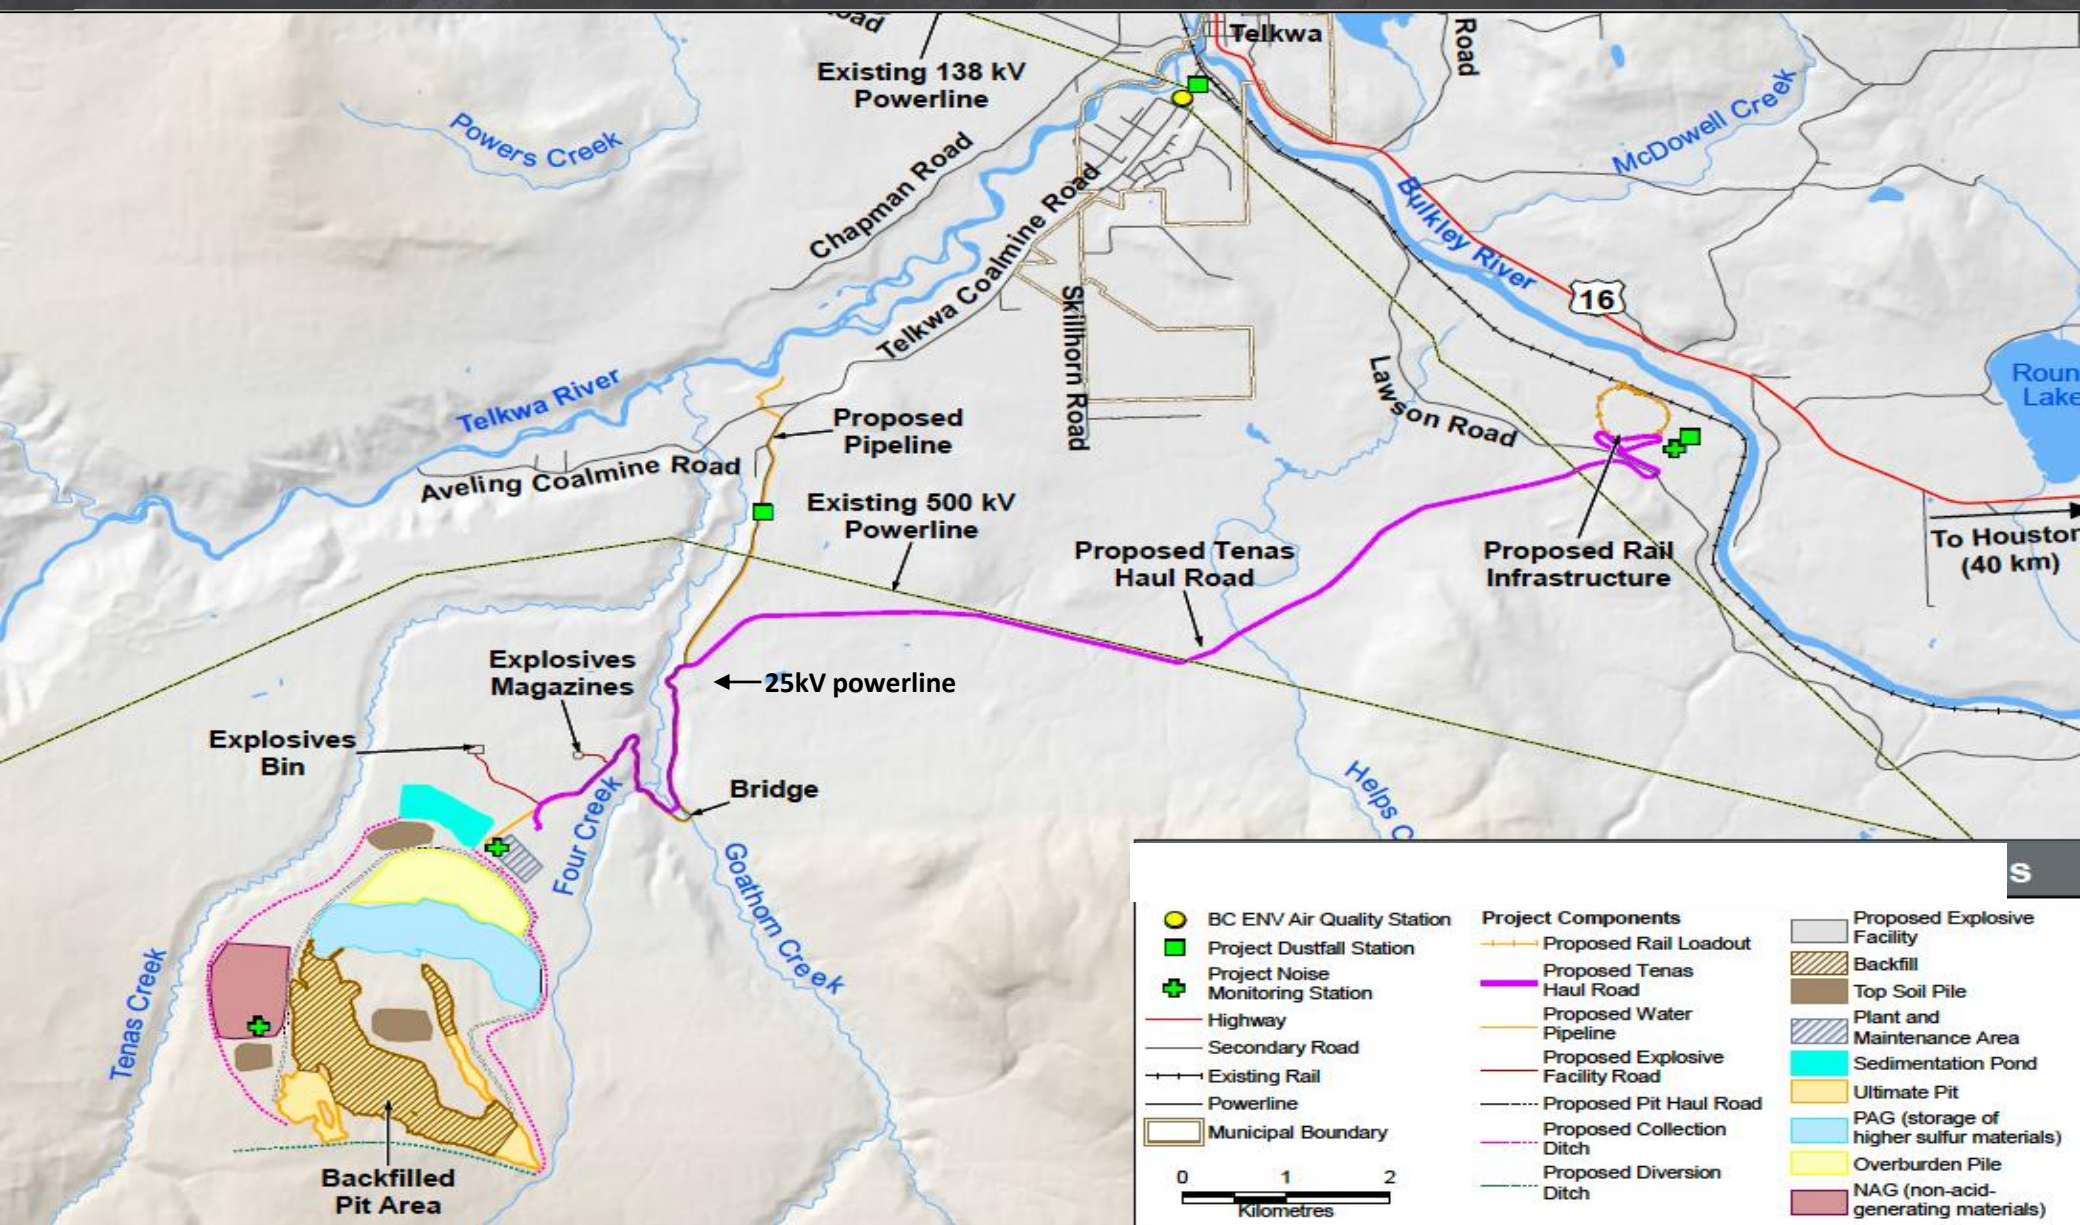 Telkwa
Road
Existing 138 kV
Powerline
Powers Creek
Chapman Road
McDowell Creek
Bulkley River
Telkwa Coalmine Road
16
Skillhorn Road
Lawson Road
Telkwa River
Proposed
Pipeline
Aveling Coalmine Road
Existing 500 kV
Powerline
Proposed Tenas
Haul Road
Proposed Rail
Infrastructure
Roun
Lake
To Houston
(40 km)
Explosives
Magazines
25kV powerline
Explosives
Bin
Bridge
Four Creek
Goathorn Creek
Helps C
Tenas Creek
Backfilled
Pit Area
s
BC ENV Air Quality Station
Project Dustfall Station
Project Noise
Monitoring Station
Highway
Secondary Road
Existing Rail
Powerline
Municipal Boundary
0 1 2
Kilometres
Project Components
Proposed Rail Loadout
Proposed Tenas
Haul Road
Proposed Water
Pipeline
Proposed Explosive
Facility Road
Proposed Pit Haul Road
Proposed Collection
Ditch
Proposed Diversion
Ditch
Proposed Explosive
Facility
Backfill
Top Soil Pile
Plant and
Maintenance Area
Sedimentation Pond
Ultimate Pit
PAG (storage of
higher sulfur materials)
Overburden Pile
NAG (non-acid-
generating materials)